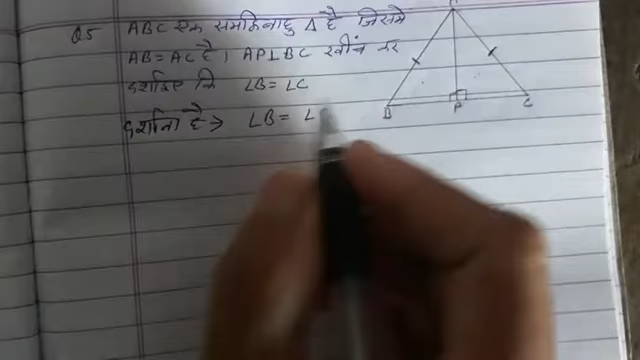 Q5 ABC एक समद्विबाहु Δ है जिसमें
AB = AC है। AP⊥BC खींच कर
दर्शाइए कि ∠B = ∠C
दर्शाना है → ∠B = ∠
A
B
P
C